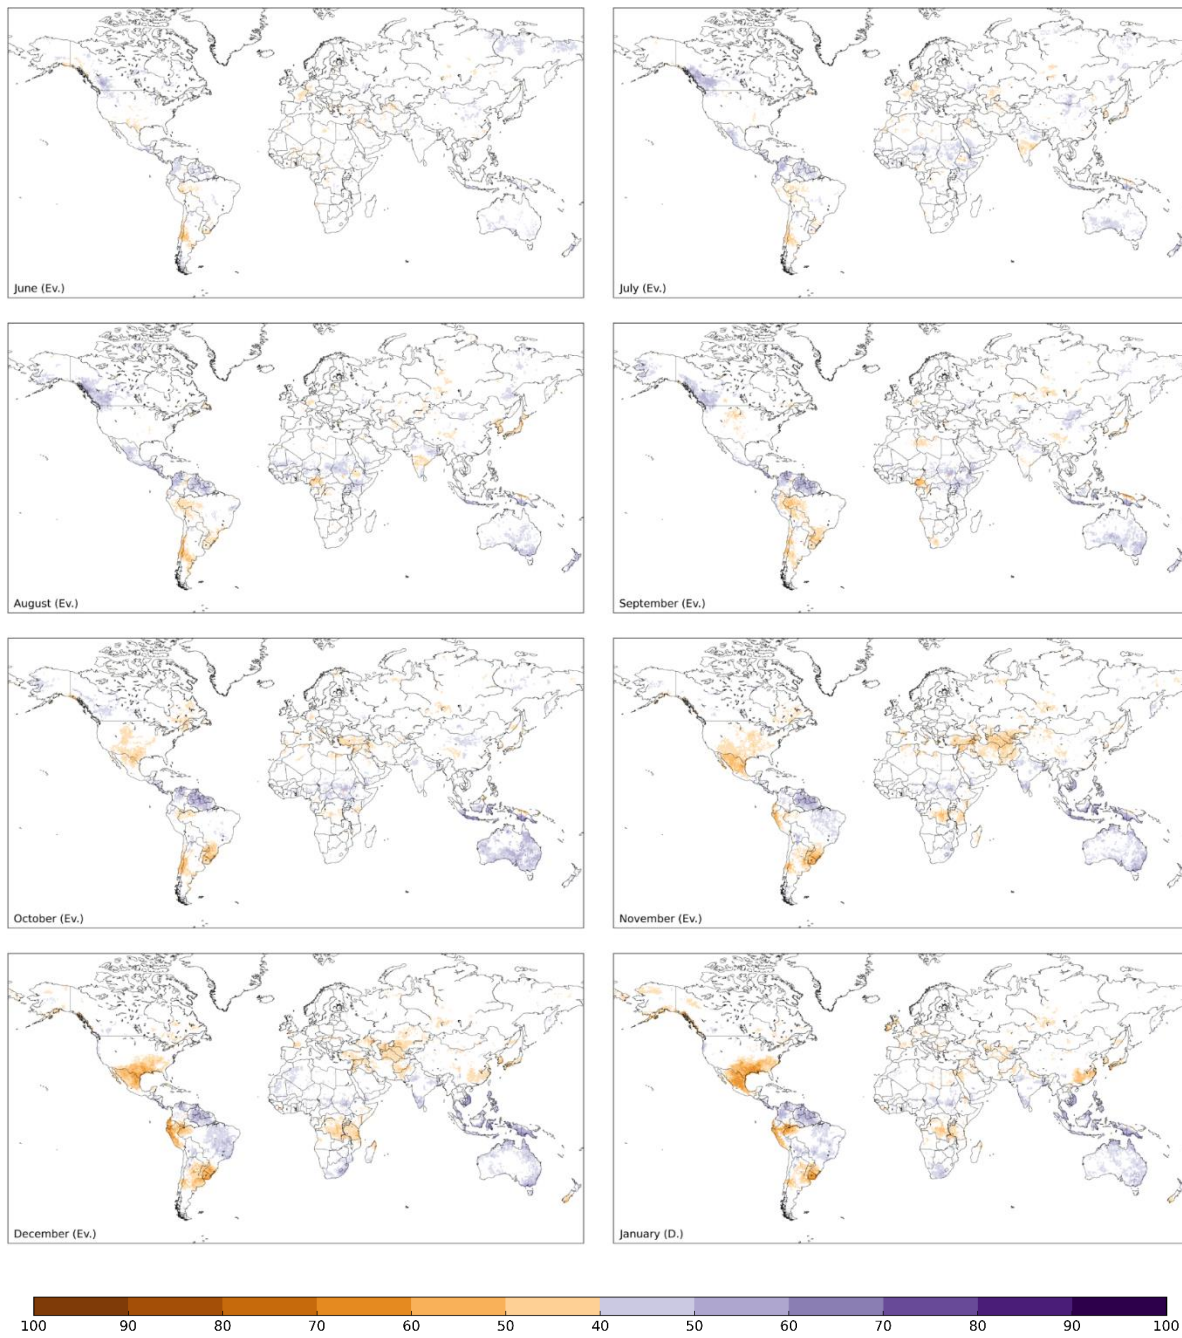 June (Ev.)
July (Ev.)
August (Ev.)
September (Ev.)
October (Ev.)
November (Ev.)
December (Ev.)
January (D.)
100 90 80 70 60 50 40 50 60 70 80 90 100